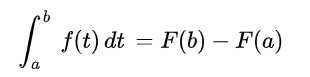 ∫_a^b f(t) dt = F(b) − F(a)